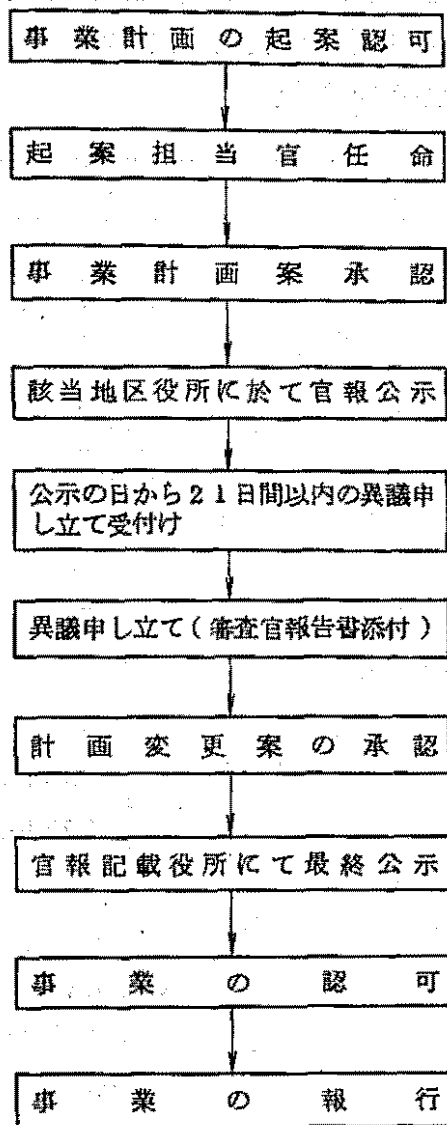 事業計画の起案認可
起案担当官任命
事業計画案承認
該当地区役所に於て官報公示
公示の日から21日間以内の異議申
し立て受付け
異議申し立て(審査官報告書添付)
計画変更案の承認
官報記載役所にて最終公示
事業の認可
事業の報行